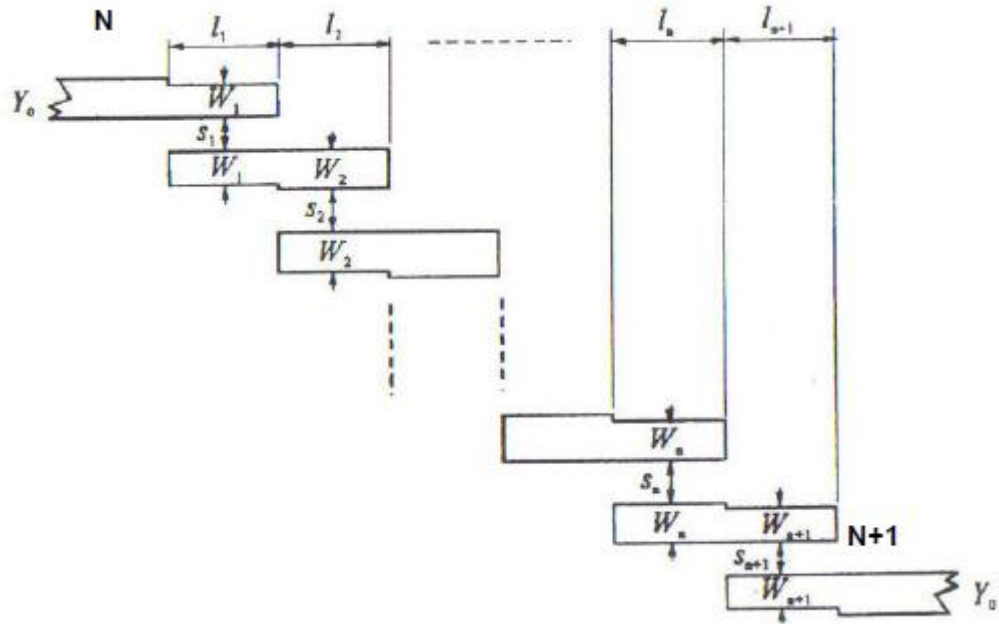 N
l₁ l₂ lₙ lₙ₊₁
Y₀ W₁
s₁
W₁ W₂
s₂
W₂
Wₙ
sₙ
Wₙ Wₙ₊₁ N+1
sₙ₊₁
Wₙ₊₁ Y₀